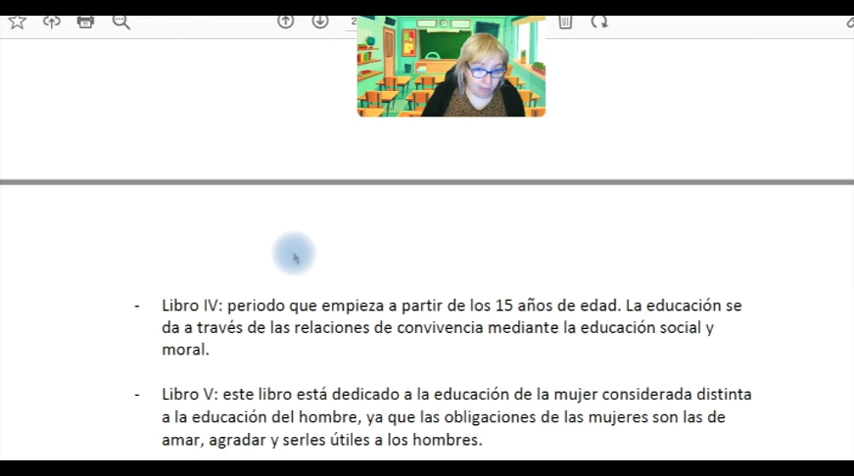 - Libro IV: periodo que empieza a partir de los 15 años de edad. La educación se
da a través de las relaciones de convivencia mediante la educación social y
moral.
- Libro V: este libro está dedicado a la educación de la mujer considerada distinta
a la educación del hombre, ya que las obligaciones de las mujeres son las de
amar, agradar y serles útiles a los hombres.